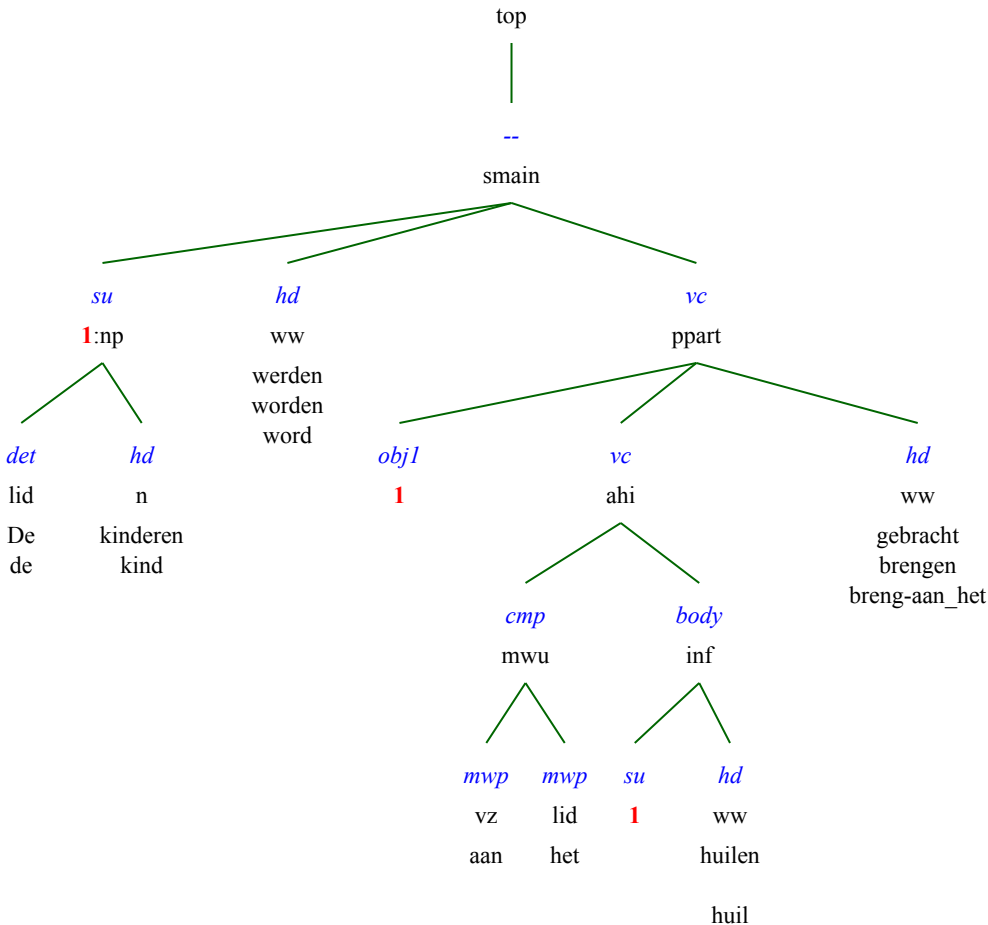 top
--
smain
su hd vc
1:np ww ppart
werden
worden
word
det hd obj1 vc hd
lid n 1 ahi ww
De kinderen gebracht
de kind brengen
breng-aan_het
cmp body
mwu inf
mwp mwp su hd
vz lid 1 ww
aan het huilen
huil